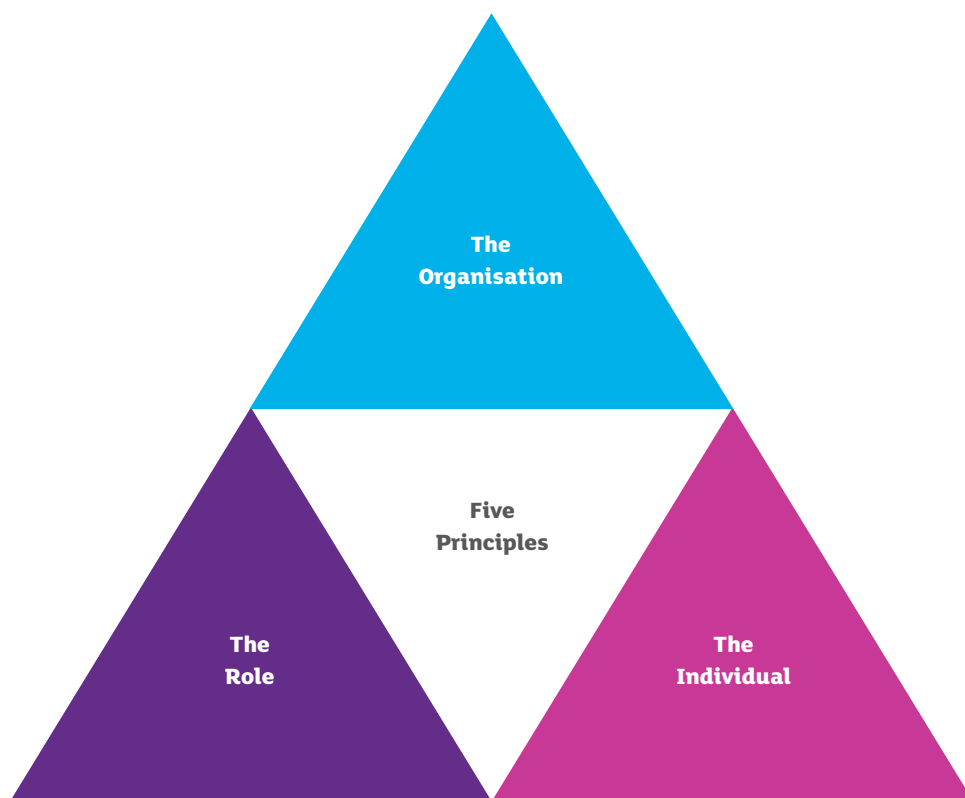 The
Organisation
Five
Principles
The
Role
The
Individual